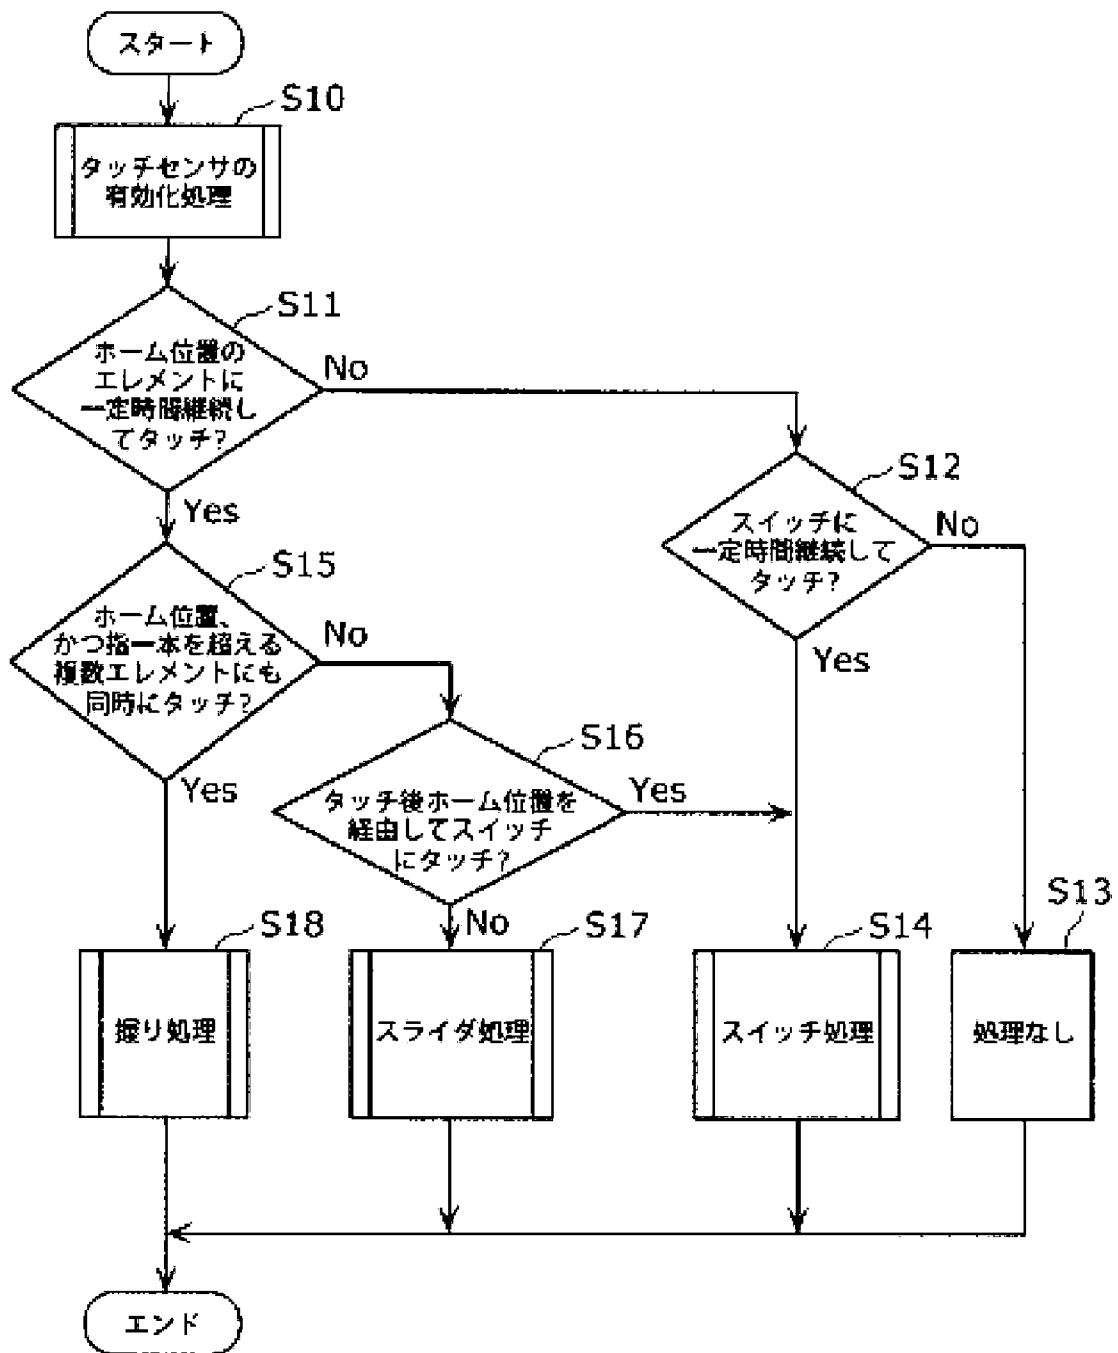 スタート
S10
タッチセンサの
有効化処理
S11
ホーム位置の
エレメントに
一定時間継続し
てタッチ?
No
Yes
S12
スイッチに
一定時間継続して
タッチ?
No
Yes
S15
ホーム位置、
かつ指一本を超える
複数エレメントにも
同時にタッチ?
No
Yes
S16
タッチ後ホーム位置を
経由してスイッチ
にタッチ?
Yes
No
S18
握り処理
S17
スライダ処理
S14
スイッチ処理
S13
処理なし
エンド